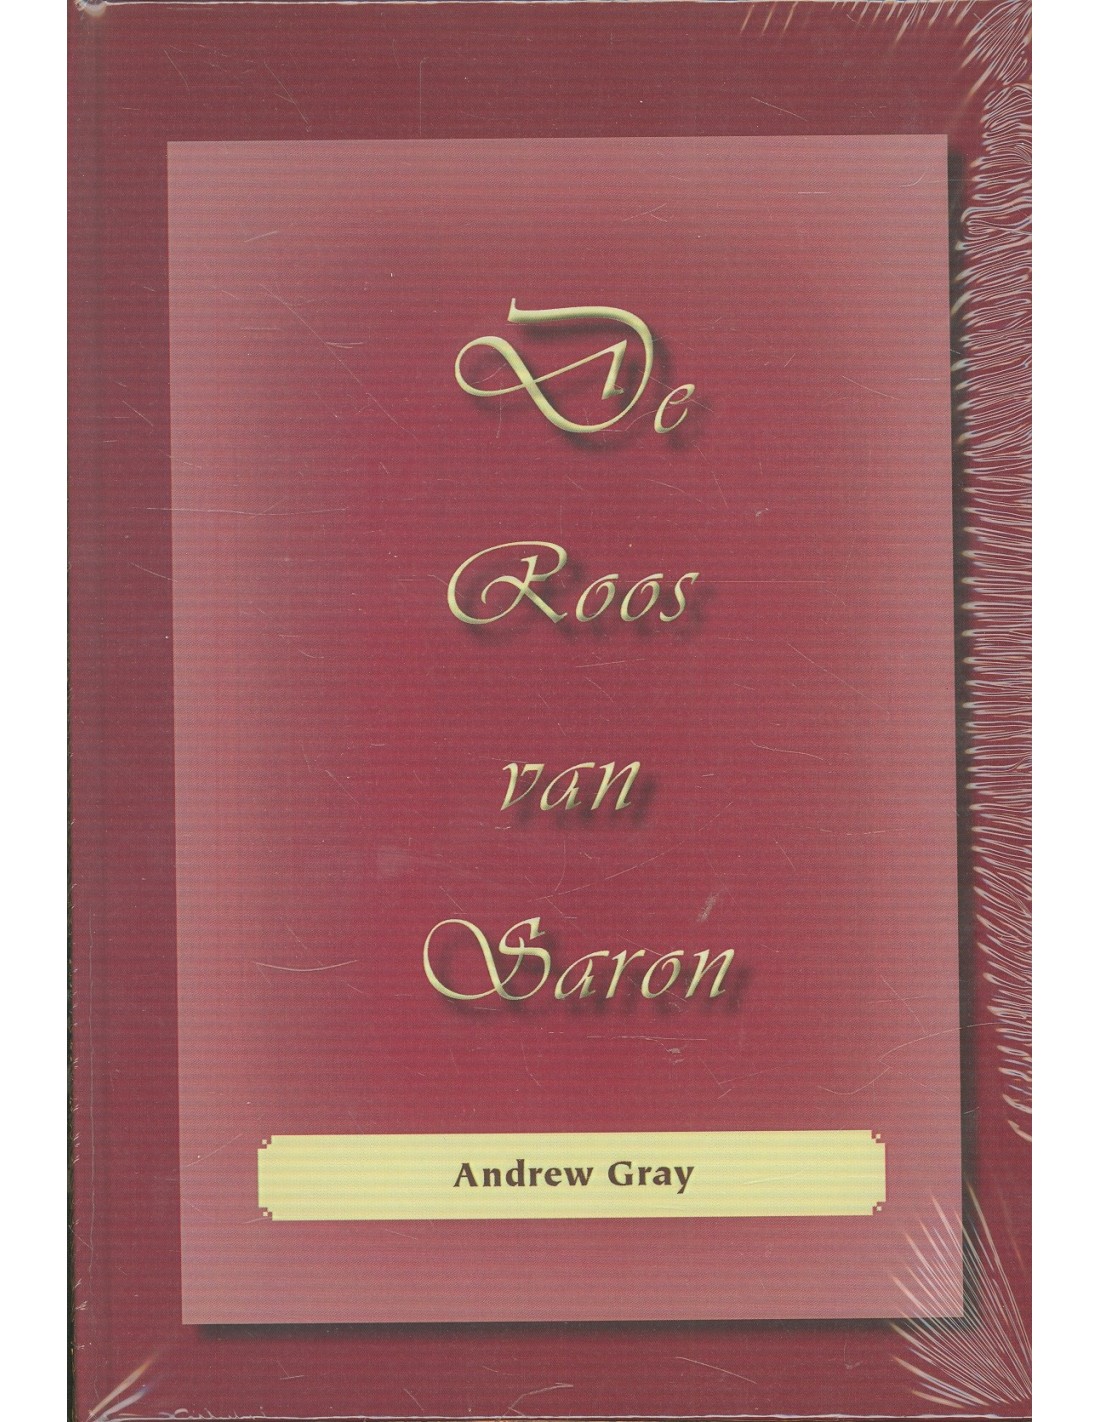 De
Roos
van
Saron
Andrew Gray